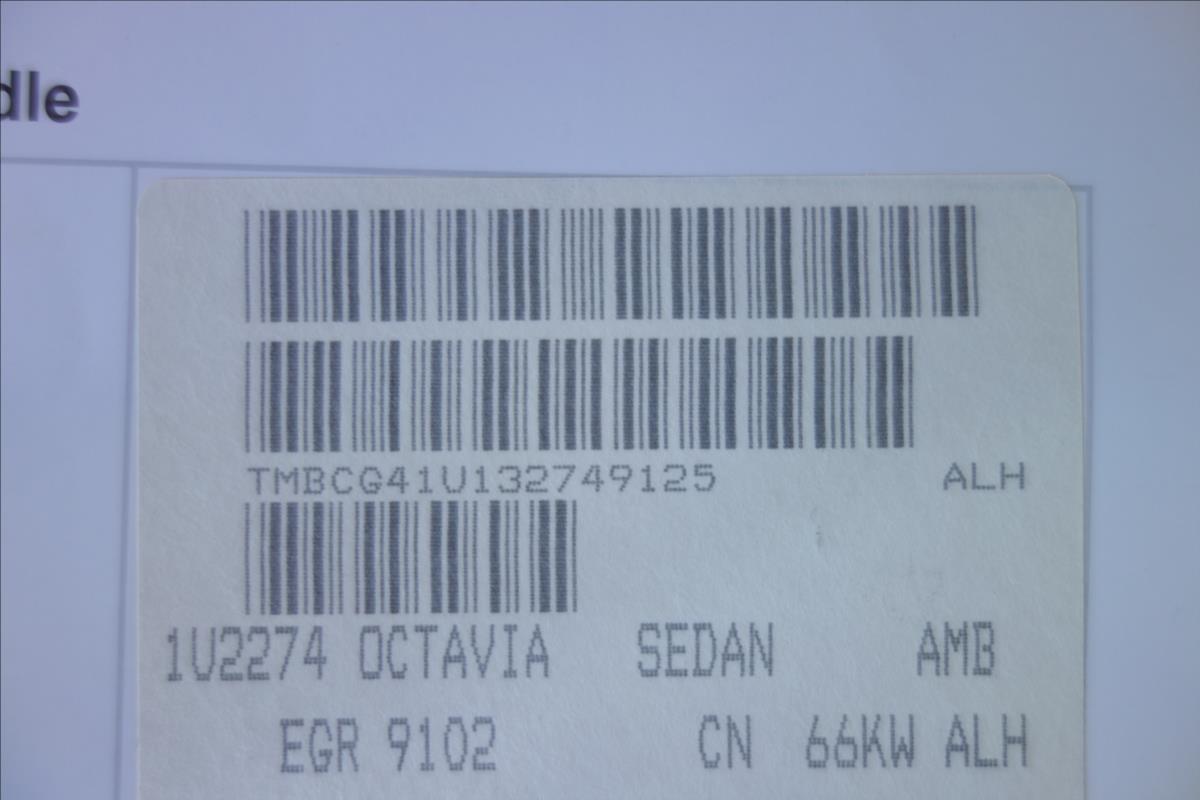 dle
TMBCG41U132749125 ALH
1U2274 OCTAVIA SEDAN AMB
EGR 9102 CN 66KW ALH